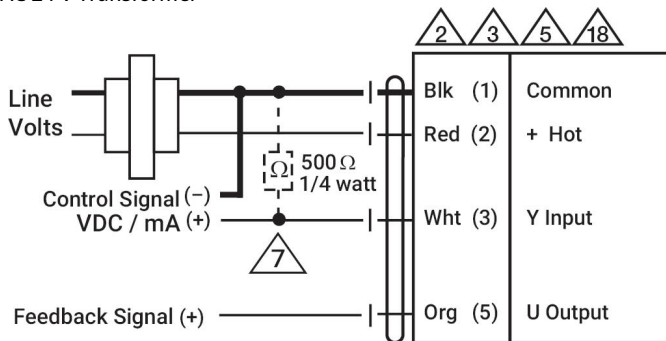 2 3 5 18
Line
Volts
Blk (1) Common
Red (2) + Hot
Ω 500 Ω
1/4 watt
Control Signal (−)
VDC / mA (+)
Wht (3) Y Input
7
Feedback Signal (+)
Org (5) U Output